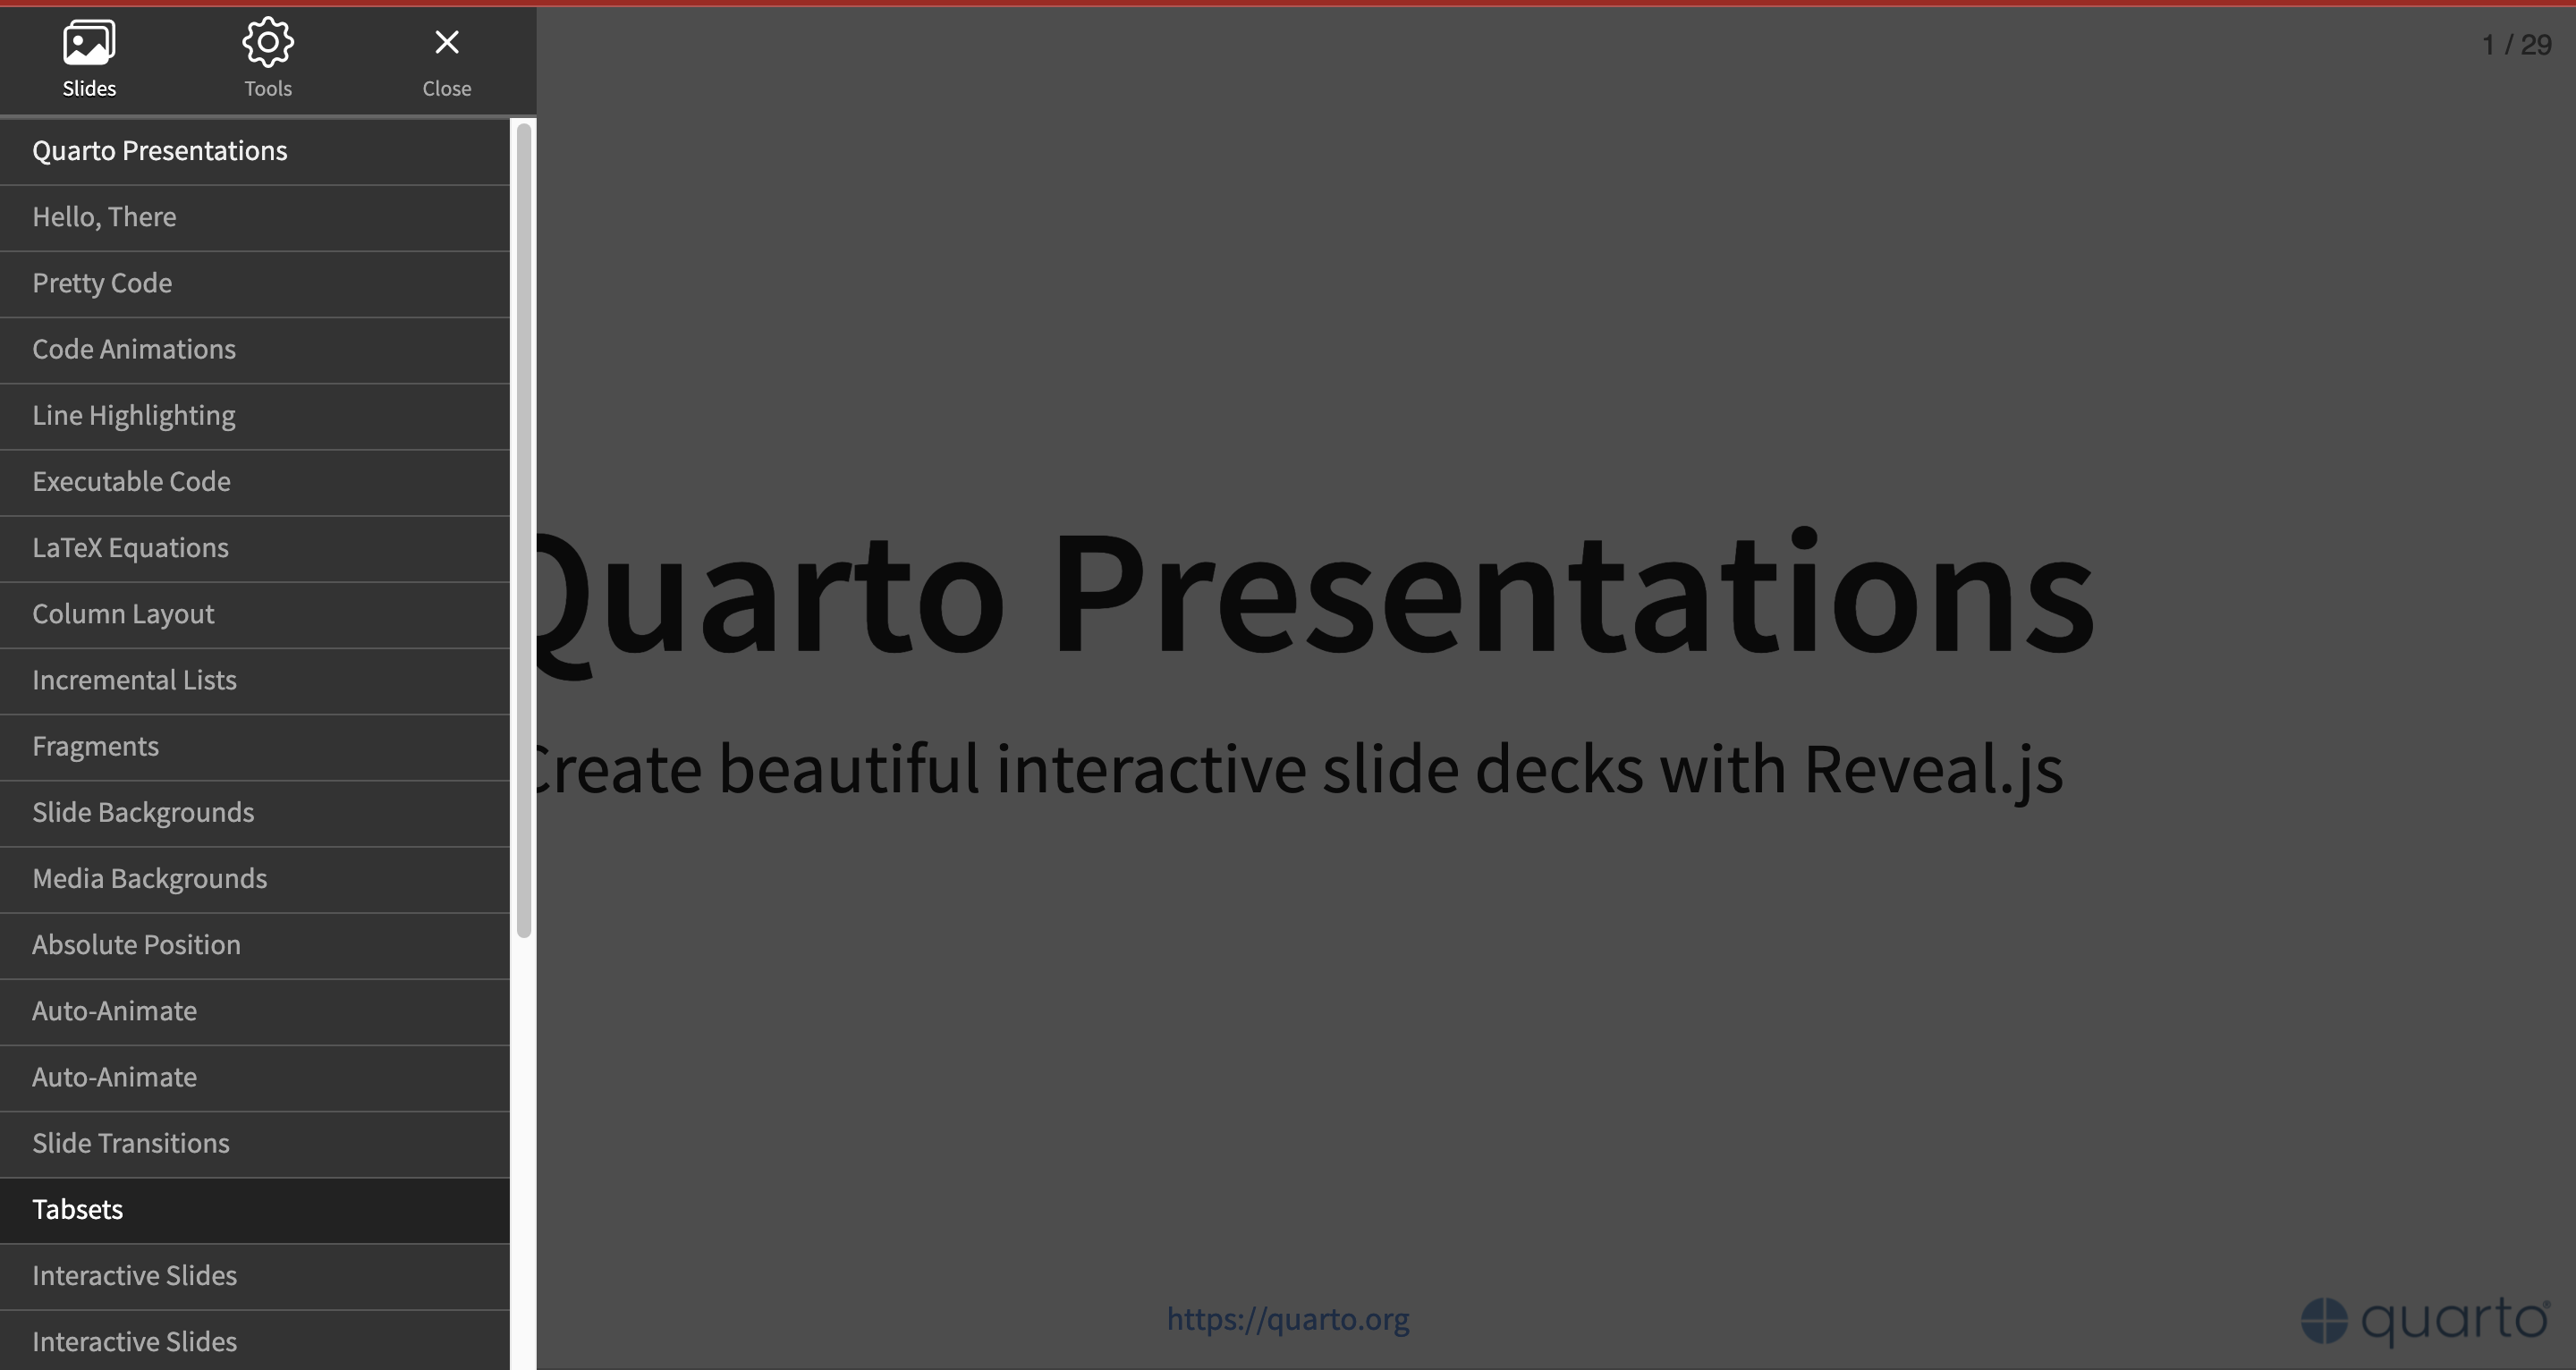 Slides
Tools
Close
1 / 29
Quarto Presentations
Hello, There
Pretty Code
Code Animations
Line Highlighting
Executable Code
LaTeX Equations
Column Layout
Incremental Lists
Fragments
Slide Backgrounds
Media Backgrounds
Absolute Position
Auto-Animate
Auto-Animate
Slide Transitions
Tabsets
Interactive Slides
Interactive Slides
Quarto Presentations
Create beautiful interactive slide decks with Reveal.js
https://quarto.org
quarto®